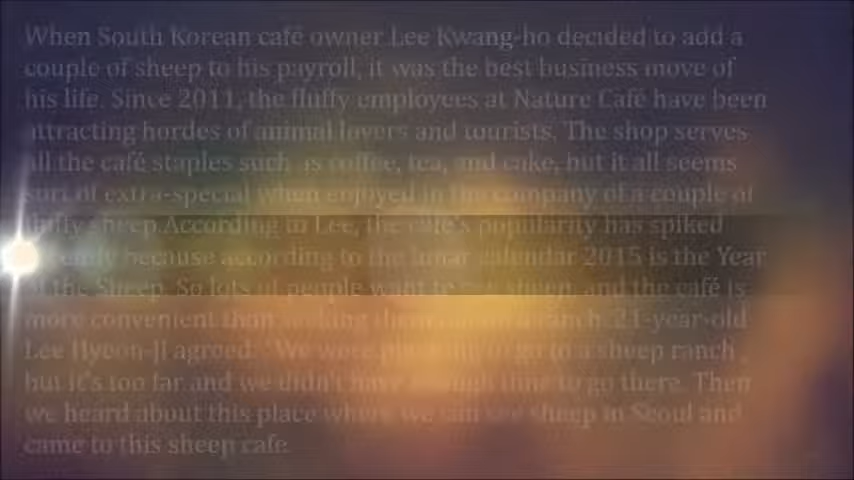 When South Korean café owner Lee Kwang-ho decided to add a
couple of sheep to his payroll, it was the best business move of
his life. Since 2011, the fluffy employees at Nature Café have been
attracting hordes of animal lovers and tourists. The shop serves
all the café staples such as coffee, tea, and cake, but it all seems
sort of extra-special when enjoyed in the company of a couple of
fluffy sheep.According to Lee, the café's popularity has spiked
recently because according to the lunar calendar 2015 is the Year
of the Sheep. So lots of people want to see sheep, and the café is
more convenient than walking them around ranch. 21-year-old
Lee Hyeon-Ji agreed. "We were planning to go to a sheep ranch,
but it's too far and we didn't have enough time to go there. Then
we heard about this place where we can see sheep in Seoul and
came to this sheep cafe.